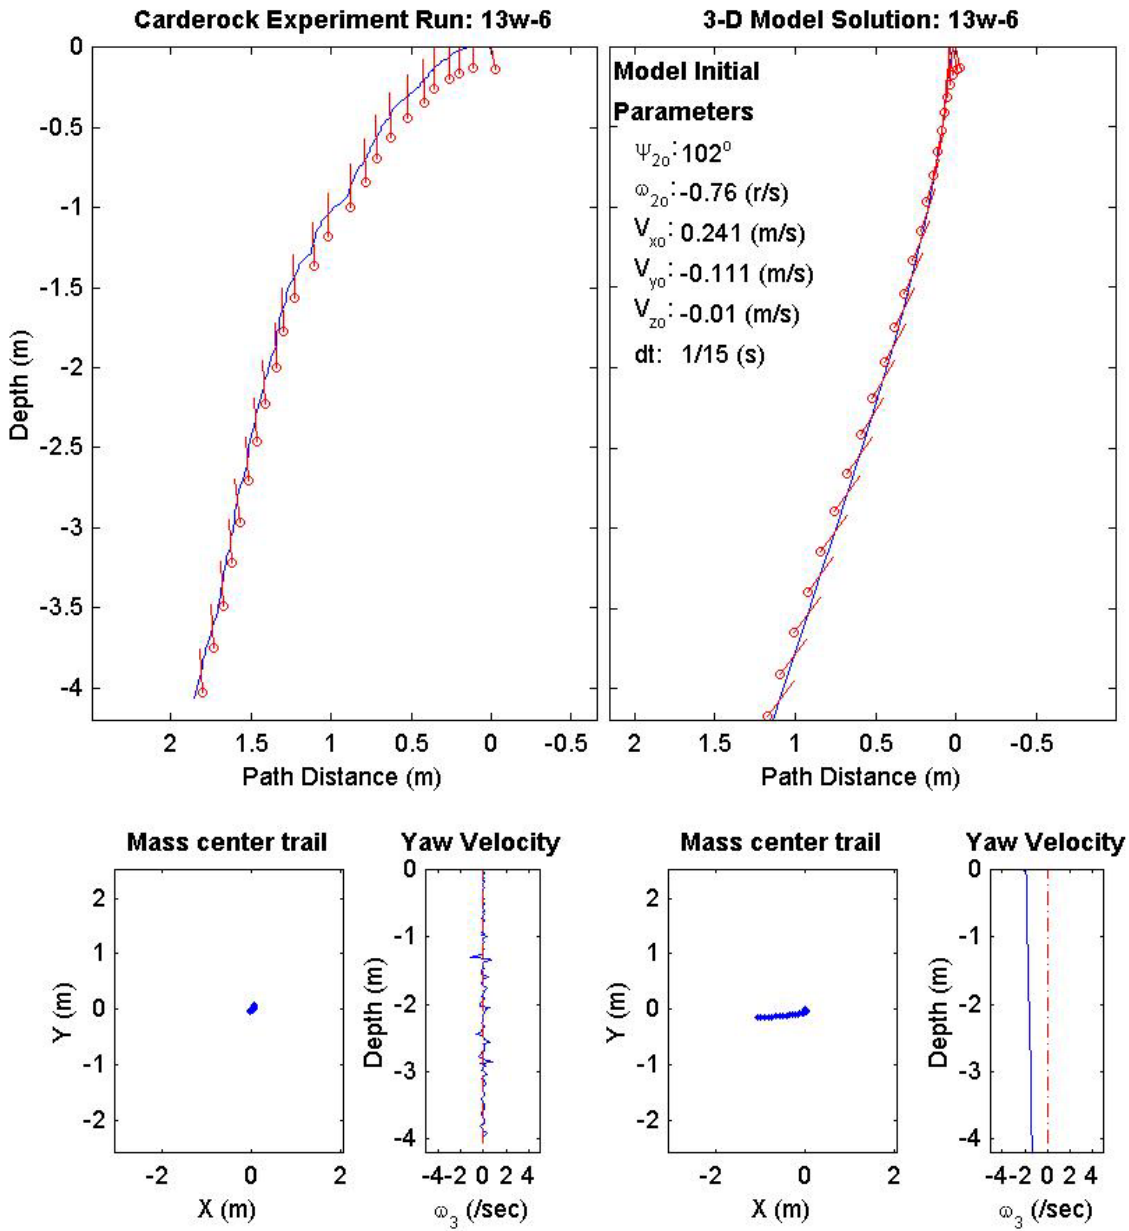 Carderock Experiment Run: 13w-6
3-D Model Solution: 13w-6
0
-0.5
-1
-1.5
-2
-2.5
-3
-3.5
-4
Depth (m)
2 1.5 1 0.5 0 -0.5
Path Distance (m)
Model Initial
Parameters
Ψ2o: 102o
ω2o: -0.76 (r/s)
Vxo: 0.241 (m/s)
Vyo: -0.111 (m/s)
Vzo: -0.01 (m/s)
dt: 1/15 (s)
2 1.5 1 0.5 0 -0.5
Path Distance (m)
Mass center trail
2
1
0
-1
-2
Y (m)
-2 0 2
X (m)
Yaw Velocity
0
-1
-2
-3
-4
Depth (m)
-4 -2 0 2 4
ω3 (/sec)
Mass center trail
2
1
0
-1
-2
Y (m)
-2 0 2
X (m)
Yaw Velocity
0
-1
-2
-3
-4
Depth (m)
-4 -2 0 2 4
ω3 (/sec)